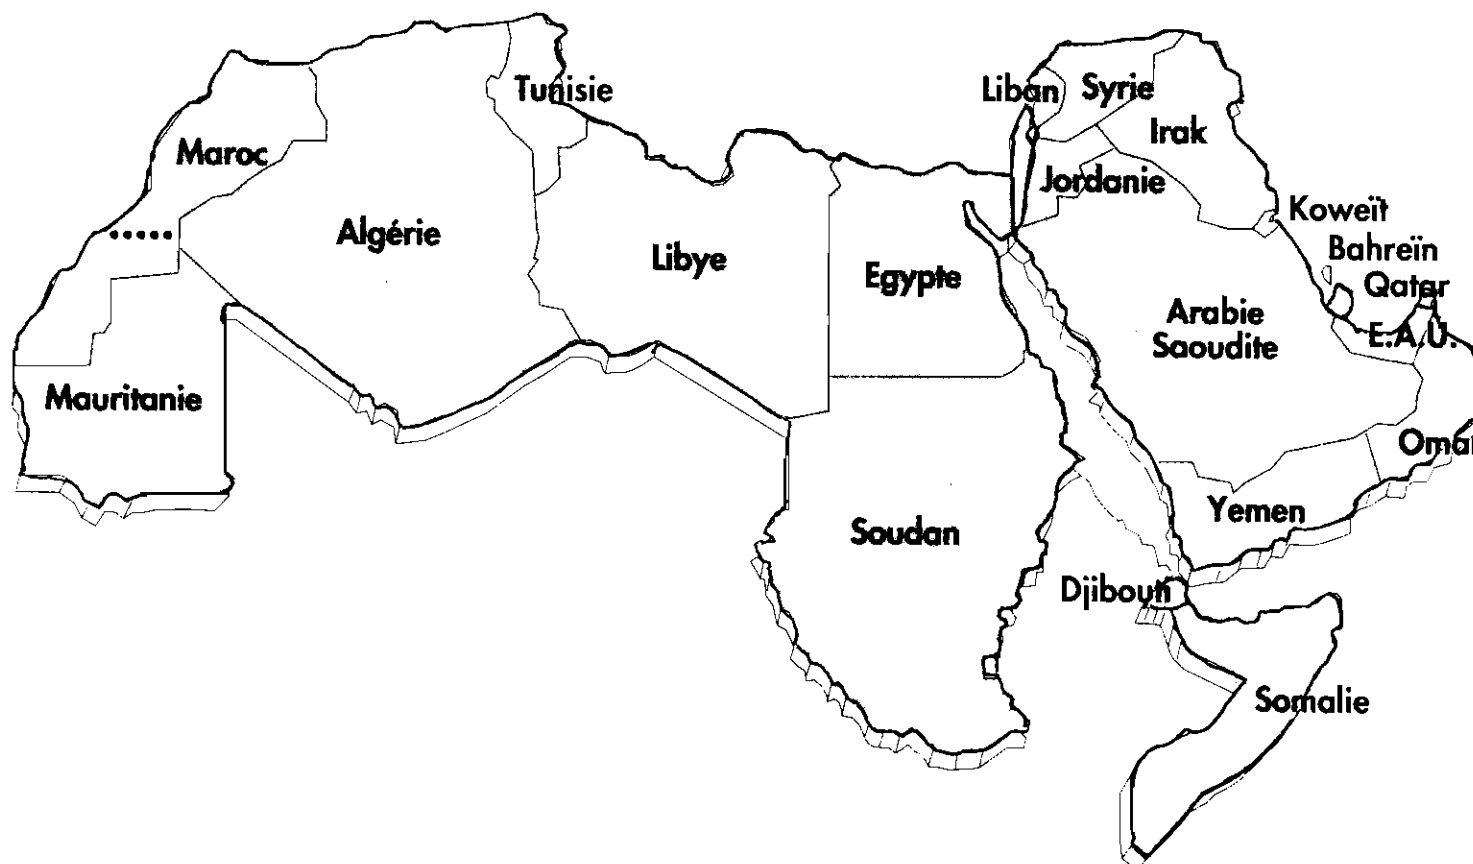 Tunisie
Liban
Syrie
Maroc
Irak
Jordanie
Koweït
Algérie
Libye
Egypte
Bahreïn
Qatar
Arabie
Saoudite
E.A.U.
Mauritanie
Soudan
Yemen
Djibouti
Somalie